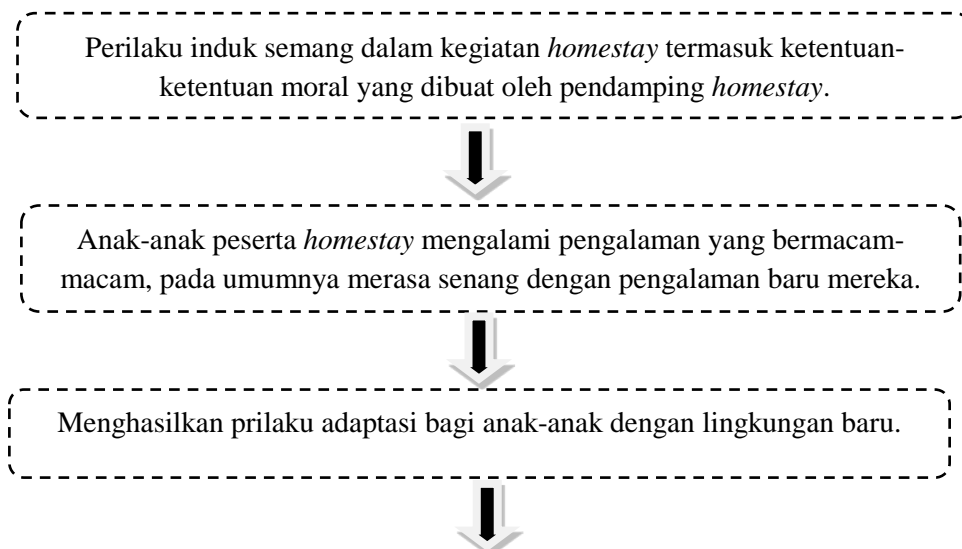 Perilaku induk semang dalam kegiatan homestay termasuk ketentuan-
ketentuan moral yang dibuat oleh pendamping homestay.
Anak-anak peserta homestay mengalami pengalaman yang bermacam-
macam, pada umumnya merasa senang dengan pengalaman baru mereka.
Menghasilkan prilaku adaptasi bagi anak-anak dengan lingkungan baru.